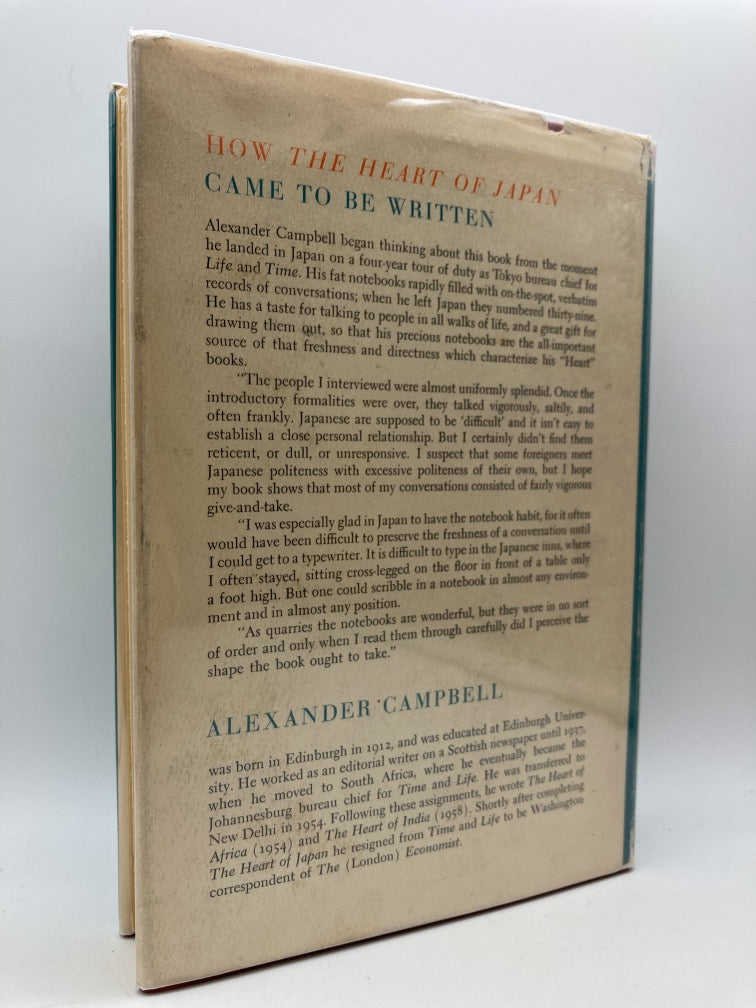 HOW THE HEART OF JAPAN
CAME TO BE WRITTEN
Alexander Campbell began thinking about this book from the moment
he landed in Japan on a four-year tour of duty as Tokyo bureau chief for
Life and Time. His fat notebooks rapidly filled with on-the-spot, verbatim
records of conversations; when he left Japan they numbered thirty-nine.
He has a taste for talking to people in all walks of life, and a great gift for
drawing them out, so that his precious notebooks are the all-important
source of that freshness and directness which characterize his "Heart"
books.
"The people I interviewed were almost uniformly splendid. Once the
introductory formalities were over, they talked vigorously, saltily, and
often frankly. Japanese are supposed to be 'difficult' and it isn't easy to
establish a close personal relationship. But I certainly didn't find them
reticent, or dull, or unresponsive. I suspect that some foreigners meet
Japanese politeness with excessive politeness of their own, but I hope
my book shows that most of my conversations consisted of fairly vigorous
give-and-take.
"I was especially glad in Japan to have the notebook habit, for it often
would have been difficult to preserve the freshness of a conversation until
I could get to a typewriter. It is difficult to type in the Japanese inns, where
I often stayed, sitting cross-legged on the floor in front of a table only
a foot high. But one could scribble in a notebook in almost any environ-
ment and in almost any position.
"As quarries the notebooks are wonderful, but they were in no sort
of order and only when I read them through carefully did I perceive the
shape the book ought to take."
ALEXANDER CAMPBELL
was born in Edinburgh in 1912, and was educated at Edinburgh Univer-
sity. He worked as an editorial writer on a Scottish newspaper until 1937,
when he moved to South Africa, where he eventually became the
Johannesburg bureau chief for Time and Life. He was transferred to
New Delhi in 1954. Following these assignments, he wrote The Heart of
Africa (1954) and The Heart of India (1958). Shortly after completing
The Heart of Japan he resigned from Time and Life to be Washington
correspondent of The (London) Economist.